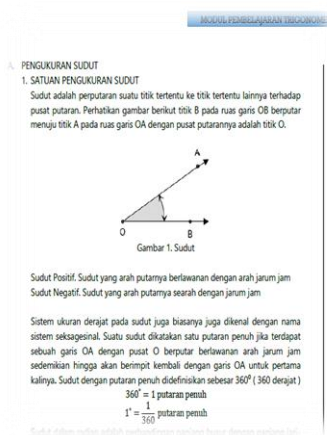 MODUL PEMBELAJARAN TRIGONOME
A. PENGUKURAN SUDUT
1. SATUAN PENGUKURAN SUDUT
Sudut adalah perputaran suatu titik tertentu ke titik tertentu lainnya terhadap
pusat putaran. Perhatikan gambar berikut titik B pada ruas garis OB berputar
menuju titik A pada ruas garis OA dengan pusat putarannya adalah titik O.
A
O B
Gambar 1. Sudut
Sudut Positif. Sudut yang arah putarnya berlawanan dengan arah jarum jam
Sudut Negatif. Sudut yang arah putarnya searah dengan jarum jam
Sistem ukuran derajat pada sudut juga biasanya juga dikenal dengan nama
sistem seksagesinal. Suatu sudut dikatakan satu putaran penuh jika terdapat
sebuah garis OA dengan pusat O berputar berlawanan arah jarum jam
sedemikian hingga akan berimpit kembali dengan garis OA untuk pertama
kalinya. Sudut dengan putaran penuh didefinisikan sebesar 360⁰ ( 360 derajat )
360° = 1 putaran penuh
1° = 1/360 putaran penuh